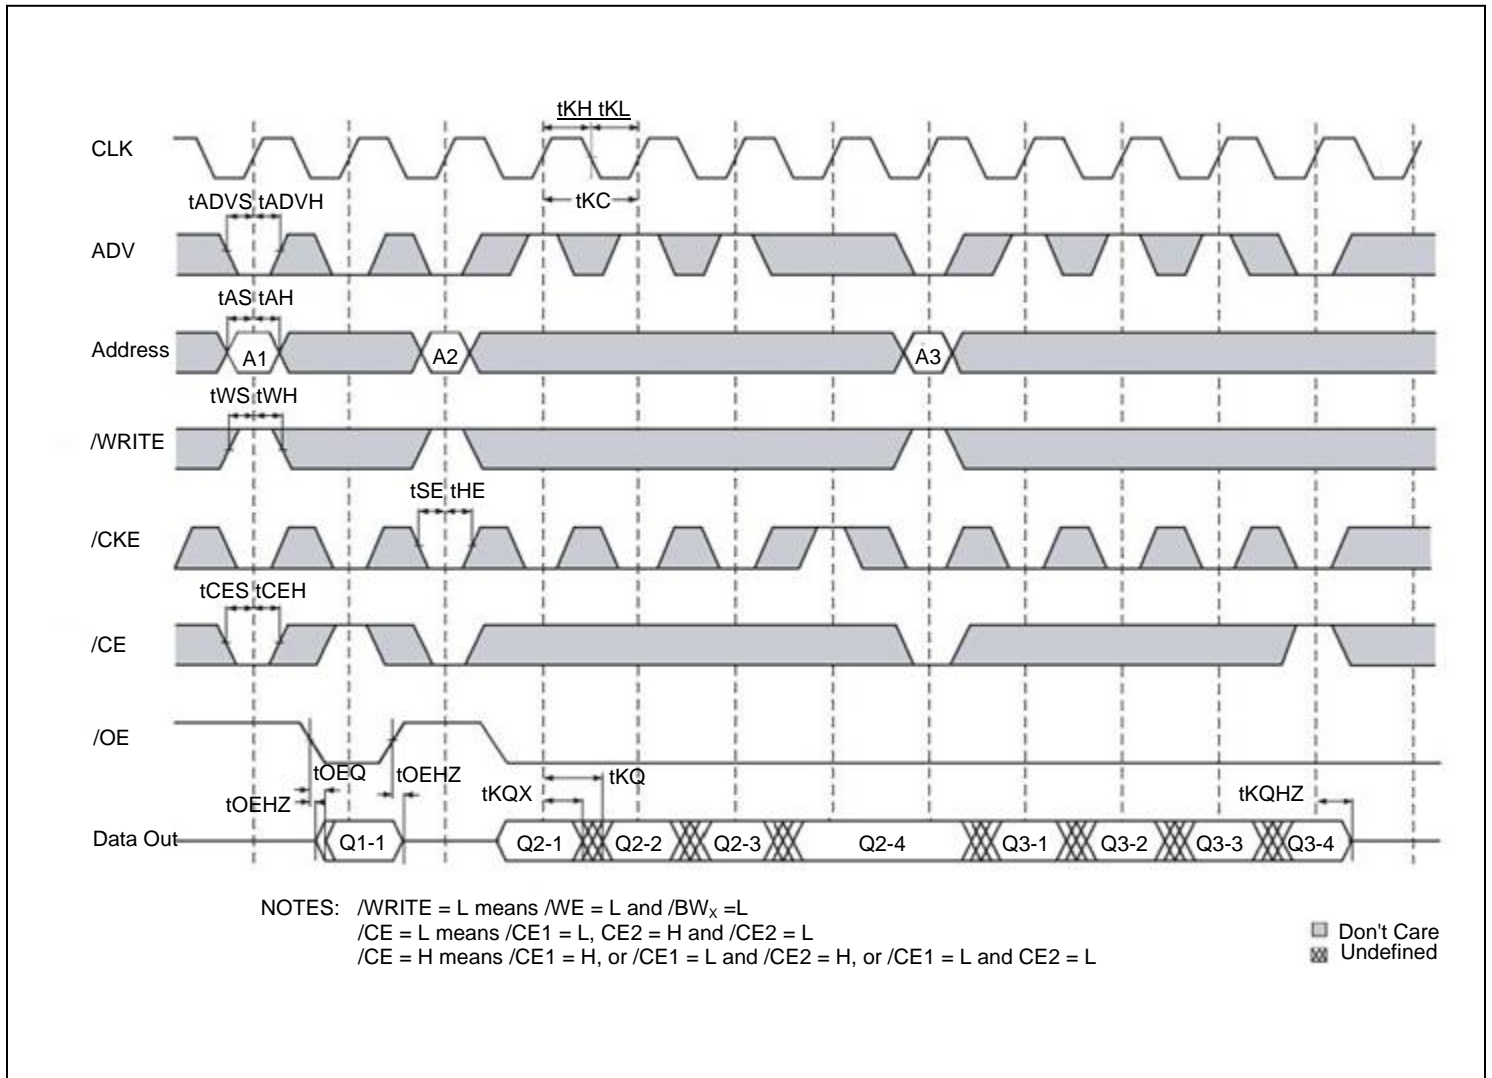 tKH tKL
CLK
tKC
tADVS tADVH
ADV
tAS tAH
Address A1 A2 A3
tWS tWH
/WRITE
tSE tHE
/CKE
tCES tCEH
/CE
/OE
tOEQ tOEHZ tKQ
tOEHZ tKQX tKQHZ
Data Out Q1-1 Q2-1 Q2-2 Q2-3 Q2-4 Q3-1 Q3-2 Q3-3 Q3-4
NOTES: /WRITE = L means /WE = L and /BWX =L
/CE = L means /CE1 = L, CE2 = H and /CE2 = L
/CE = H means /CE1 = H, or /CE1 = L and /CE2 = H, or /CE1 = L and CE2 = L
Don't Care
Undefined